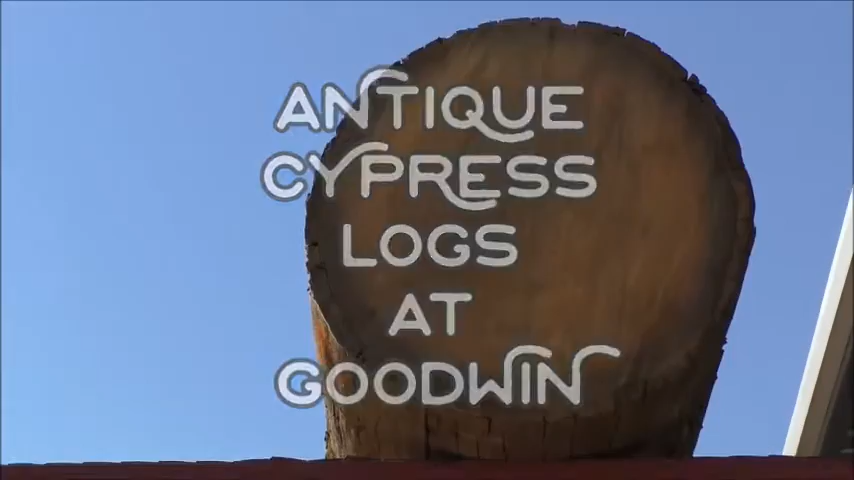 ANTIQUE
CYPRESS
LOGS
AT
GOODWIN